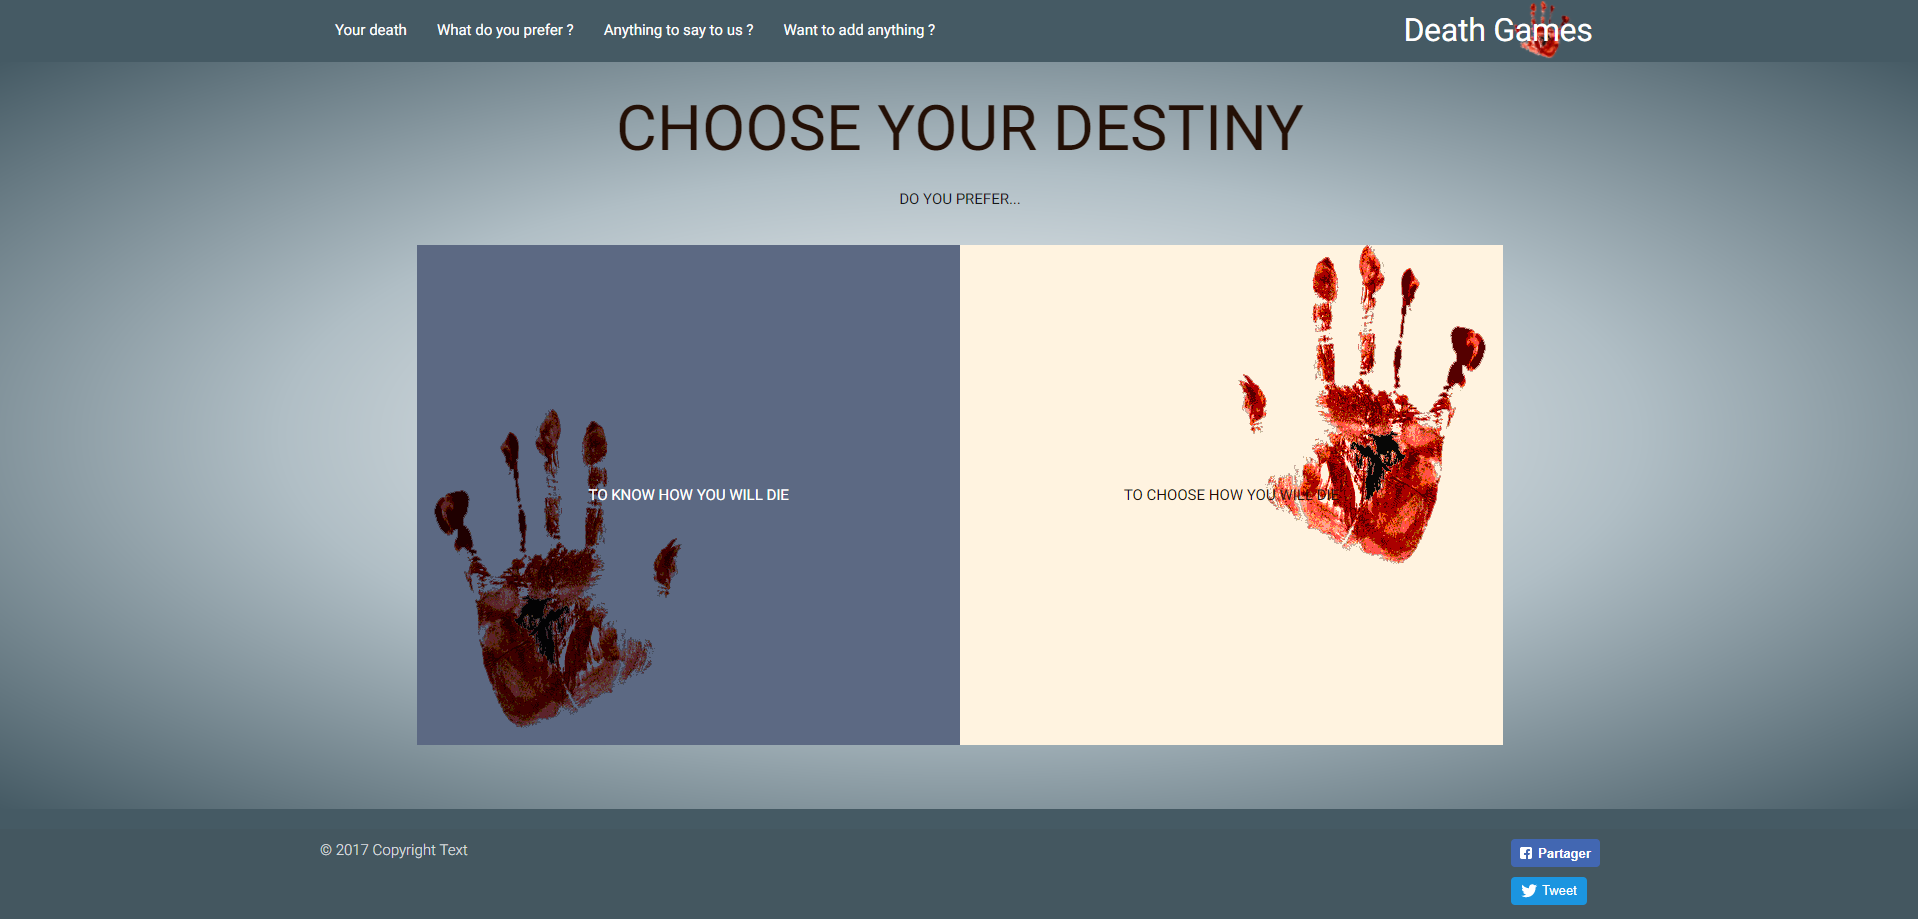 Your death What do you prefer ? Anything to say to us ? Want to add anything ? Death Games
CHOOSE YOUR DESTINY
DO YOU PREFER...
TO KNOW HOW YOU WILL DIE
TO CHOOSE HOW YOU WILL DIE
© 2017 Copyright Text
Partager
Tweet